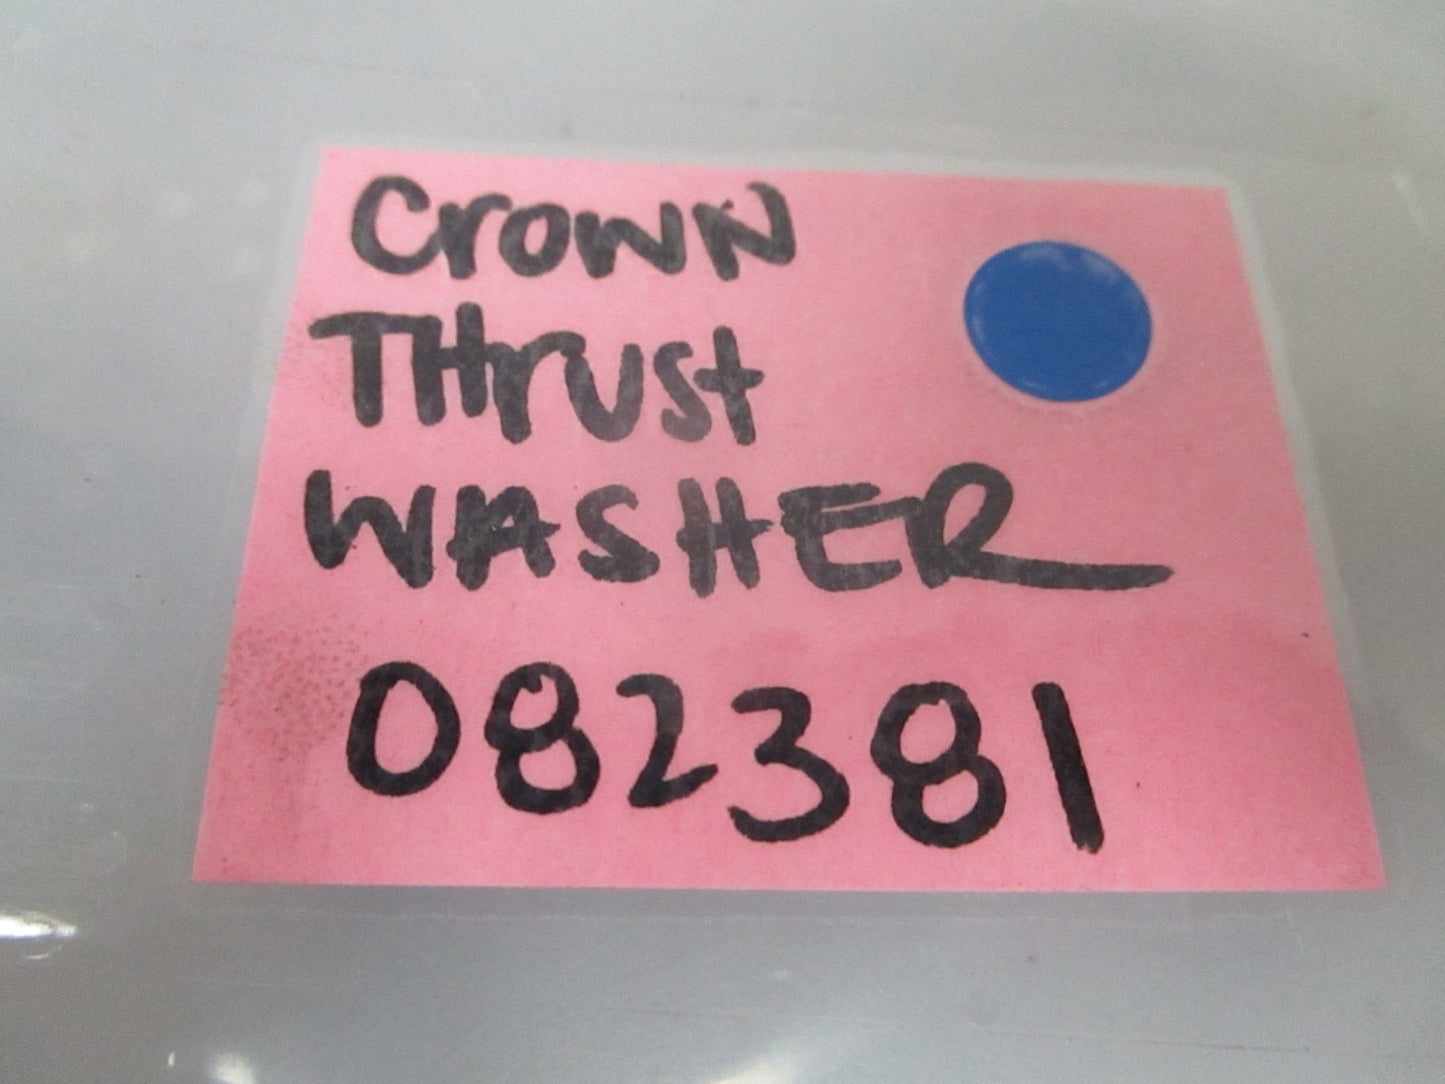 Crown
THrust
WASHER
082381